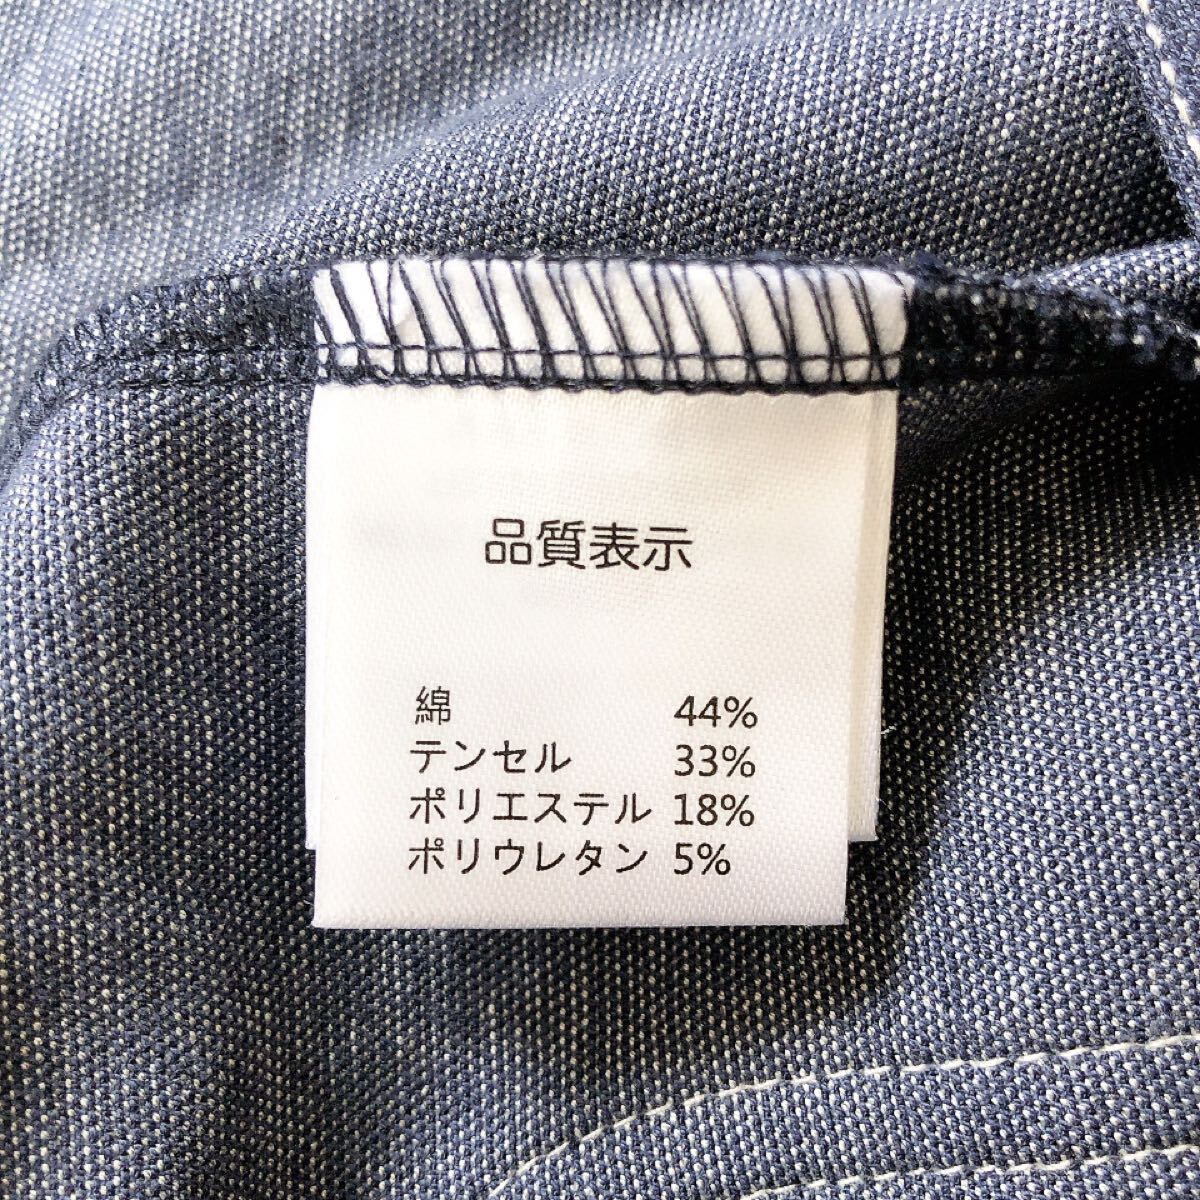 品質表示
綿 44%
テンセル 33%
ポリエステル 18%
ポリウレタン 5%